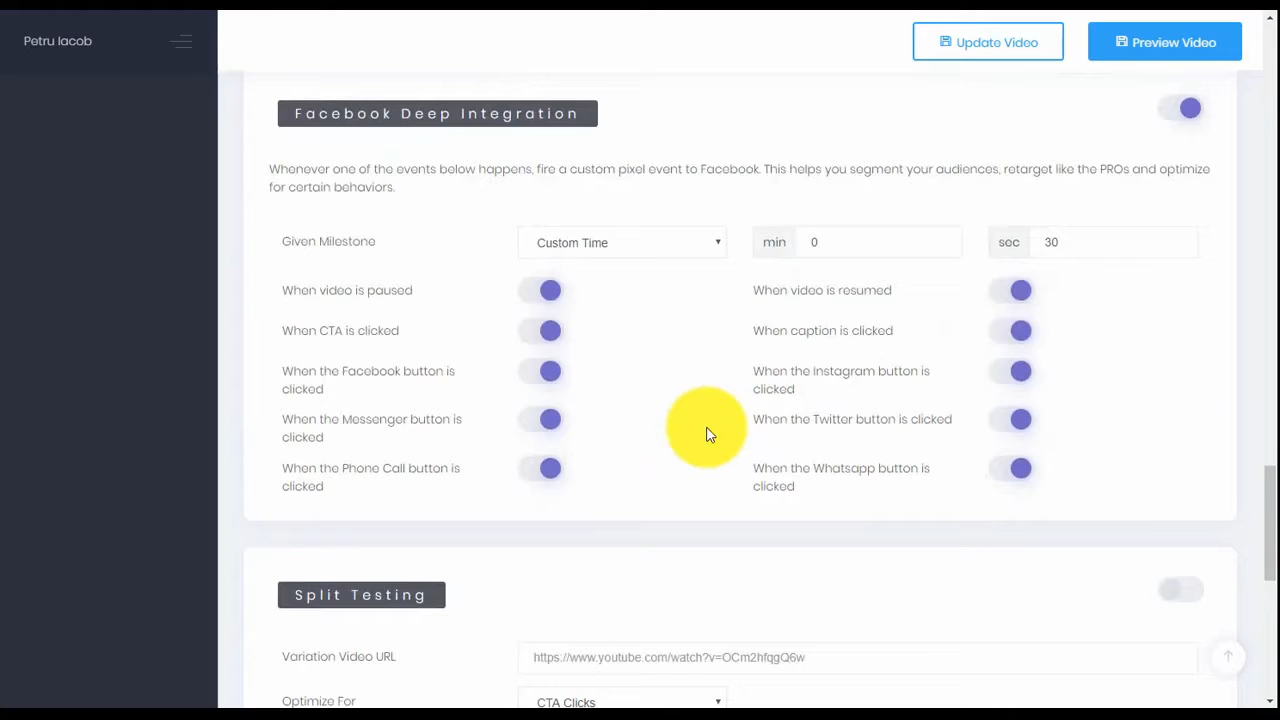 Petru Iacob
Update Video
Preview Video
Facebook Deep Integration
Whenever one of the events below happens, fire a custom pixel event to Facebook. This helps you segment your audiences, retarget like the PROs and optimize
for certain behaviors.
Given Milestone
Custom Time
min
0
sec
30
When video is paused
When video is resumed
When CTA is clicked
When caption is clicked
When the Facebook button is
clicked
When the Instagram button is
clicked
When the Messenger button is
clicked
When the Twitter button is clicked
When the Phone Call button is
clicked
When the Whatsapp button is
clicked
Split Testing
Variation Video URL
https://www.youtube.com/watch?v=OCm2hfqgQ6w
Optimize For
CTA Clicks